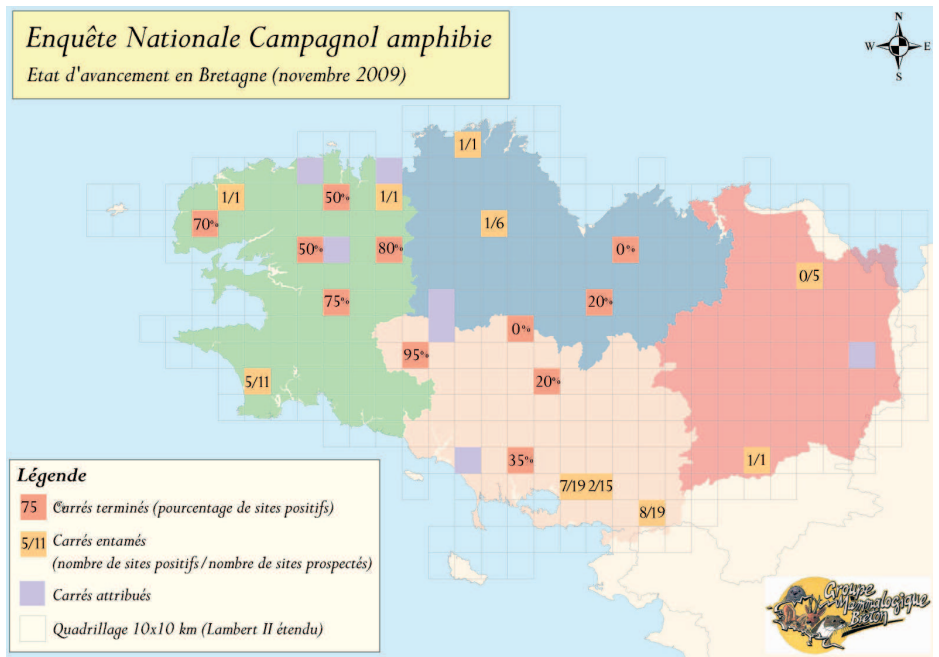 Enquête Nationale Campagnol amphibie
Etat d'avancement en Bretagne (novembre 2009)
N
W E
S
1/1
1/1 50% 1/1
70% 1/6
50% 80% 0%
0/5
75% 20%
0%
95%
5/11 20%
35% 1/1
7/19 2/15
8/19
Légende
75 Carrés terminés (pourcentage de sites positifs)
5/11 Carrés entamés
(nombre de sites positifs / nombre de sites prospectés)
Carrés attribués
Quadrillage 10x10 km (Lambert II étendu)
Groupe
Mammalogique
Breton